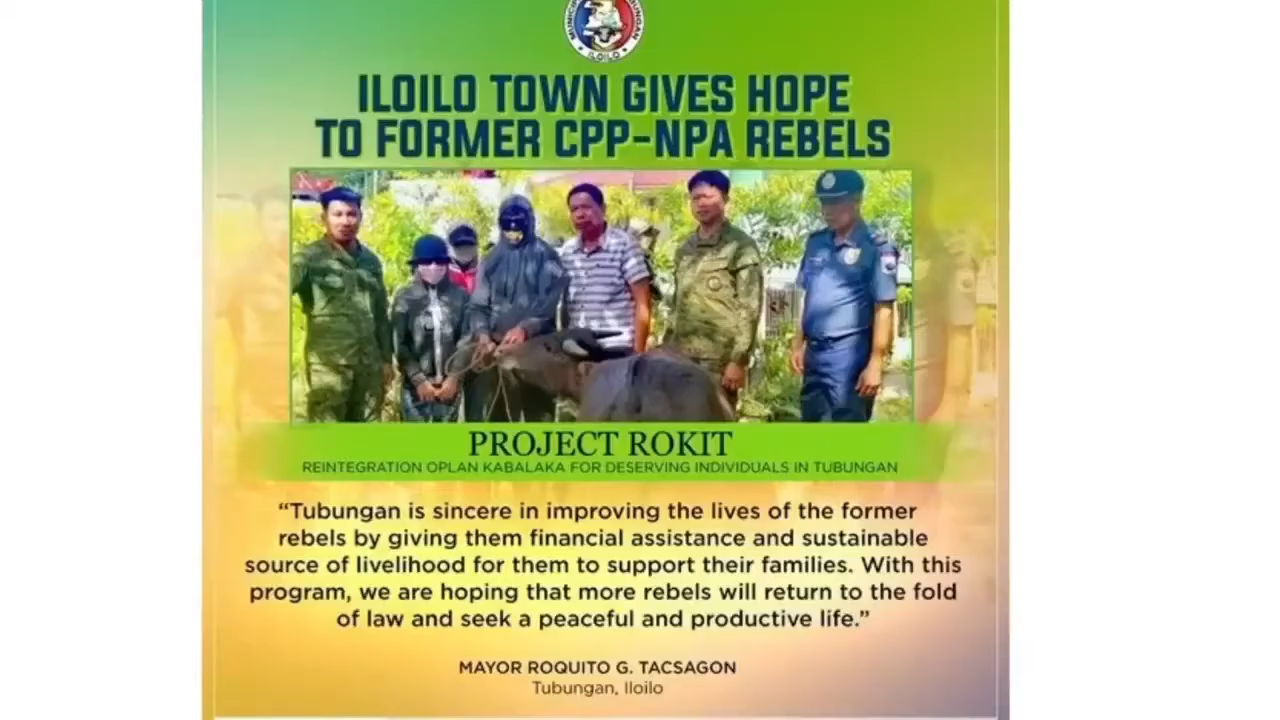 ILOILO
ILOILO TOWN GIVES HOPE
TO FORMER CPP-NPA REBELS
PROJECT ROKIT
REINTEGRATION OPLAN KABALAKA FOR DESERVING INDIVIDUALS IN TUBUNGAN
“Tubungan is sincere in improving the lives of the former
rebels by giving them financial assistance and sustainable
source of livelihood for them to support their families. With this
program, we are hoping that more rebels will return to the fold
of law and seek a peaceful and productive life.”
MAYOR ROQUITO G. TACSAGON
Tubungan, Iloilo